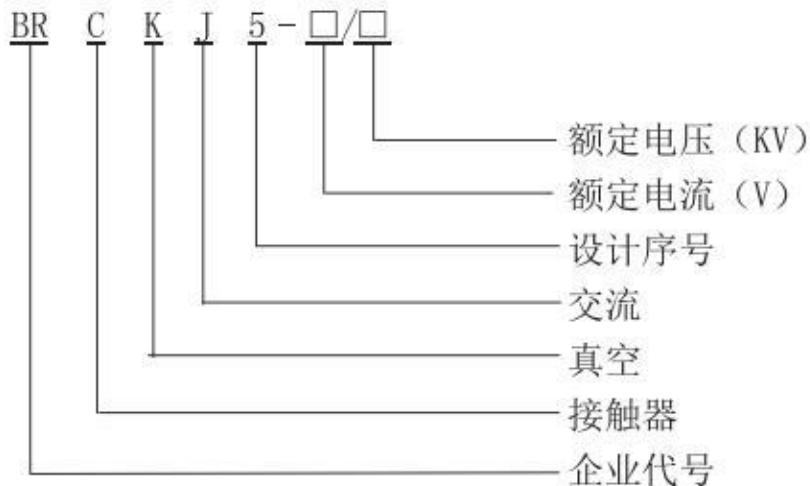 BR C K J 5-□/□
额定电压（KV）
额定电流（V）
设计序号
交流
真空
接触器
企业代号